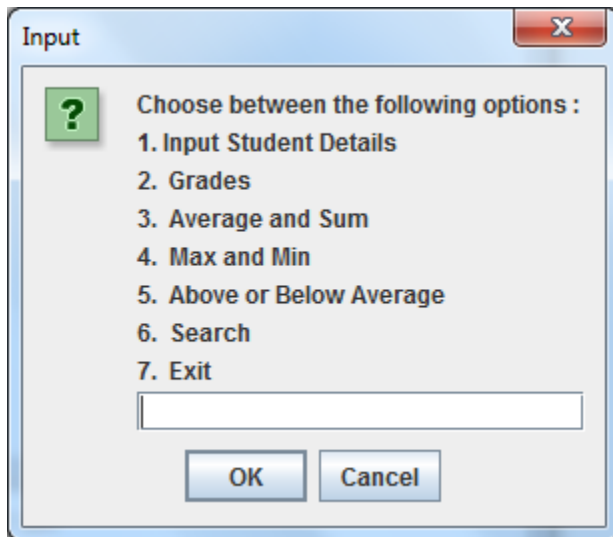 Input
Choose between the following options :
1. Input Student Details
2. Grades
3. Average and Sum
4. Max and Min
5. Above or Below Average
6. Search
7. Exit
OK Cancel